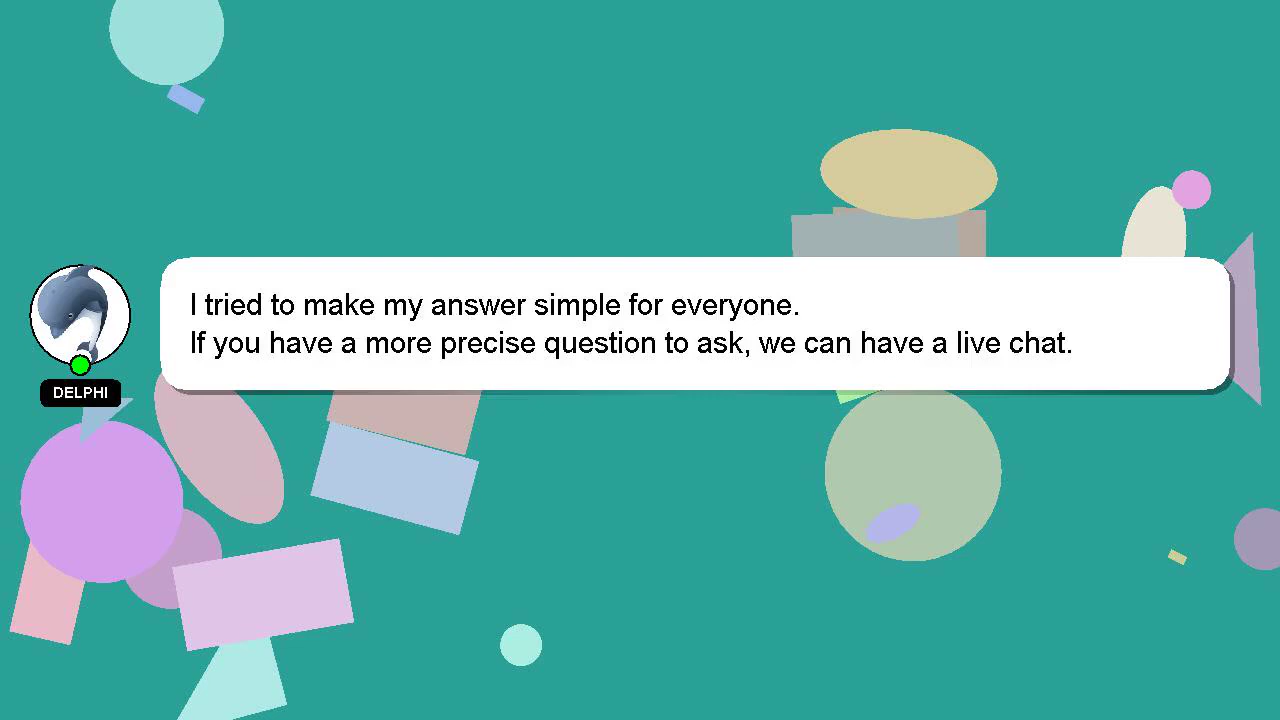 I tried to make my answer simple for everyone.
If you have a more precise question to ask, we can have a live chat.
DELPHI